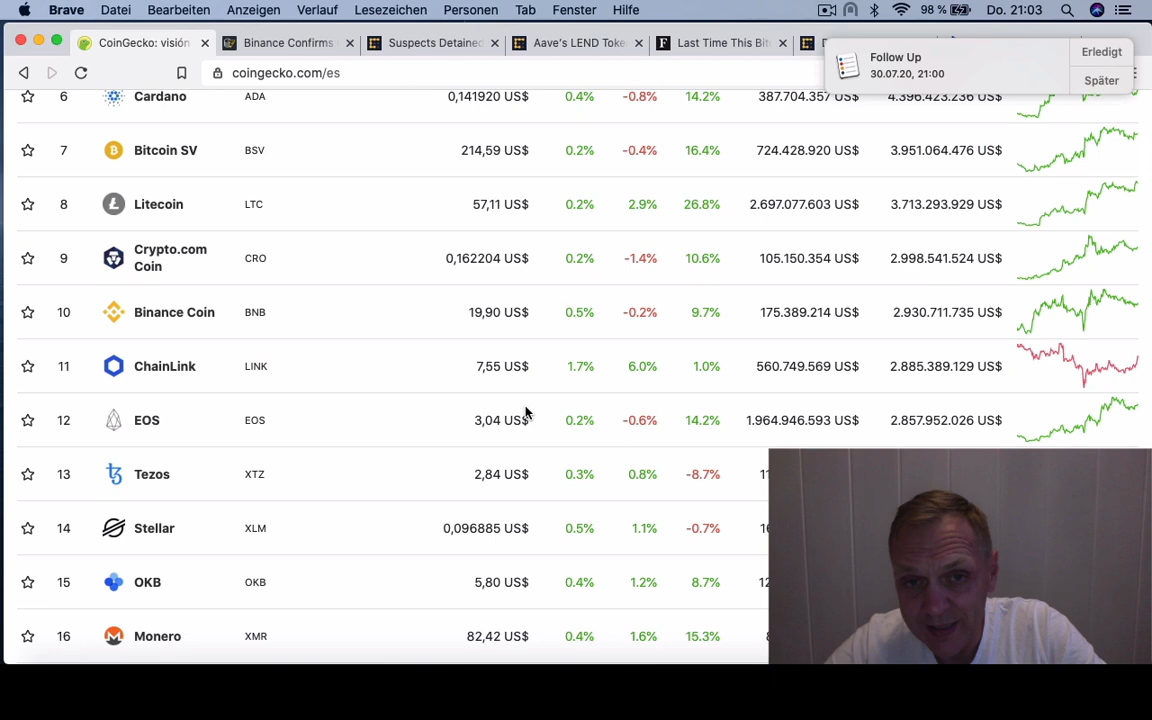 Brave Datei Bearbeiten Anzeigen Verlauf Lesezeichen Personen Tab Fenster Hilfe 98 % Do. 21:03
CoinGecko: visión Binance Confirms Suspects Detained Aave's LEND Toke Last Time This Bit
Follow Up
30.07.20, 21:00
Erledigt
Später
coingecko.com/es
6 Cardano ADA 0,141920 US$ 0.4% -0.8% 14.2% 387.704.357 US$ 4.396.423.236 US$
7 Bitcoin SV BSV 214,59 US$ 0.2% -0.4% 16.4% 724.428.920 US$ 3.951.064.476 US$
8 Litecoin LTC 57,11 US$ 0.2% 2.9% 26.8% 2.697.077.603 US$ 3.713.293.929 US$
9 Crypto.com Coin CRO 0,162204 US$ 0.2% -1.4% 10.6% 105.150.354 US$ 2.998.541.524 US$
10 Binance Coin BNB 19,90 US$ 0.5% -0.2% 9.7% 175.389.214 US$ 2.930.711.735 US$
11 ChainLink LINK 7,55 US$ 1.7% 6.0% 1.0% 560.749.569 US$ 2.885.389.129 US$
12 EOS EOS 3,04 US$ 0.2% -0.6% 14.2% 1.964.946.593 US$ 2.857.952.026 US$
13 Tezos XTZ 2,84 US$ 0.3% 0.8% -8.7% 1
14 Stellar XLM 0,096885 US$ 0.5% 1.1% -0.7% 16
15 OKB OKB 5,80 US$ 0.4% 1.2% 8.7% 12
16 Monero XMR 82,42 US$ 0.4% 1.6% 15.3%